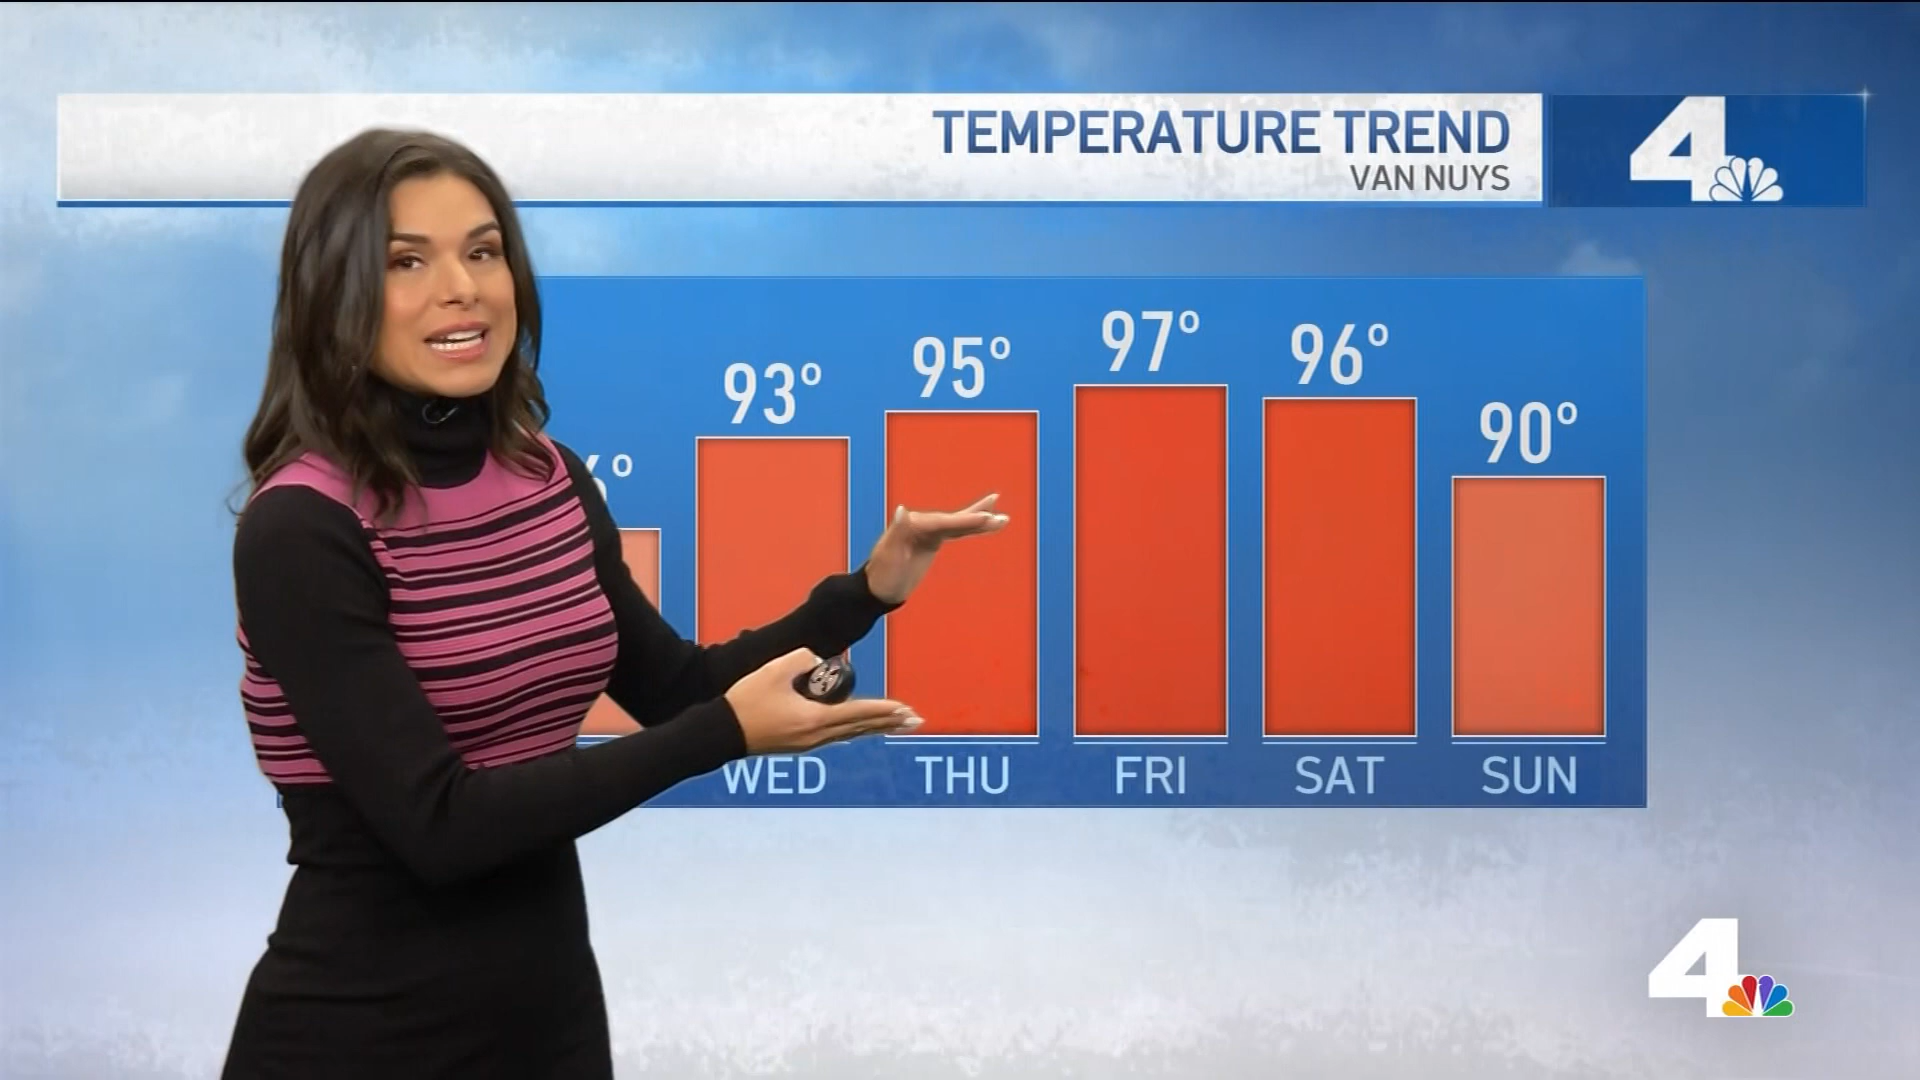 TEMPERATURE TREND
VAN NUYS
4
93° 95° 97° 96° 90°
WED THU FRI SAT SUN
4